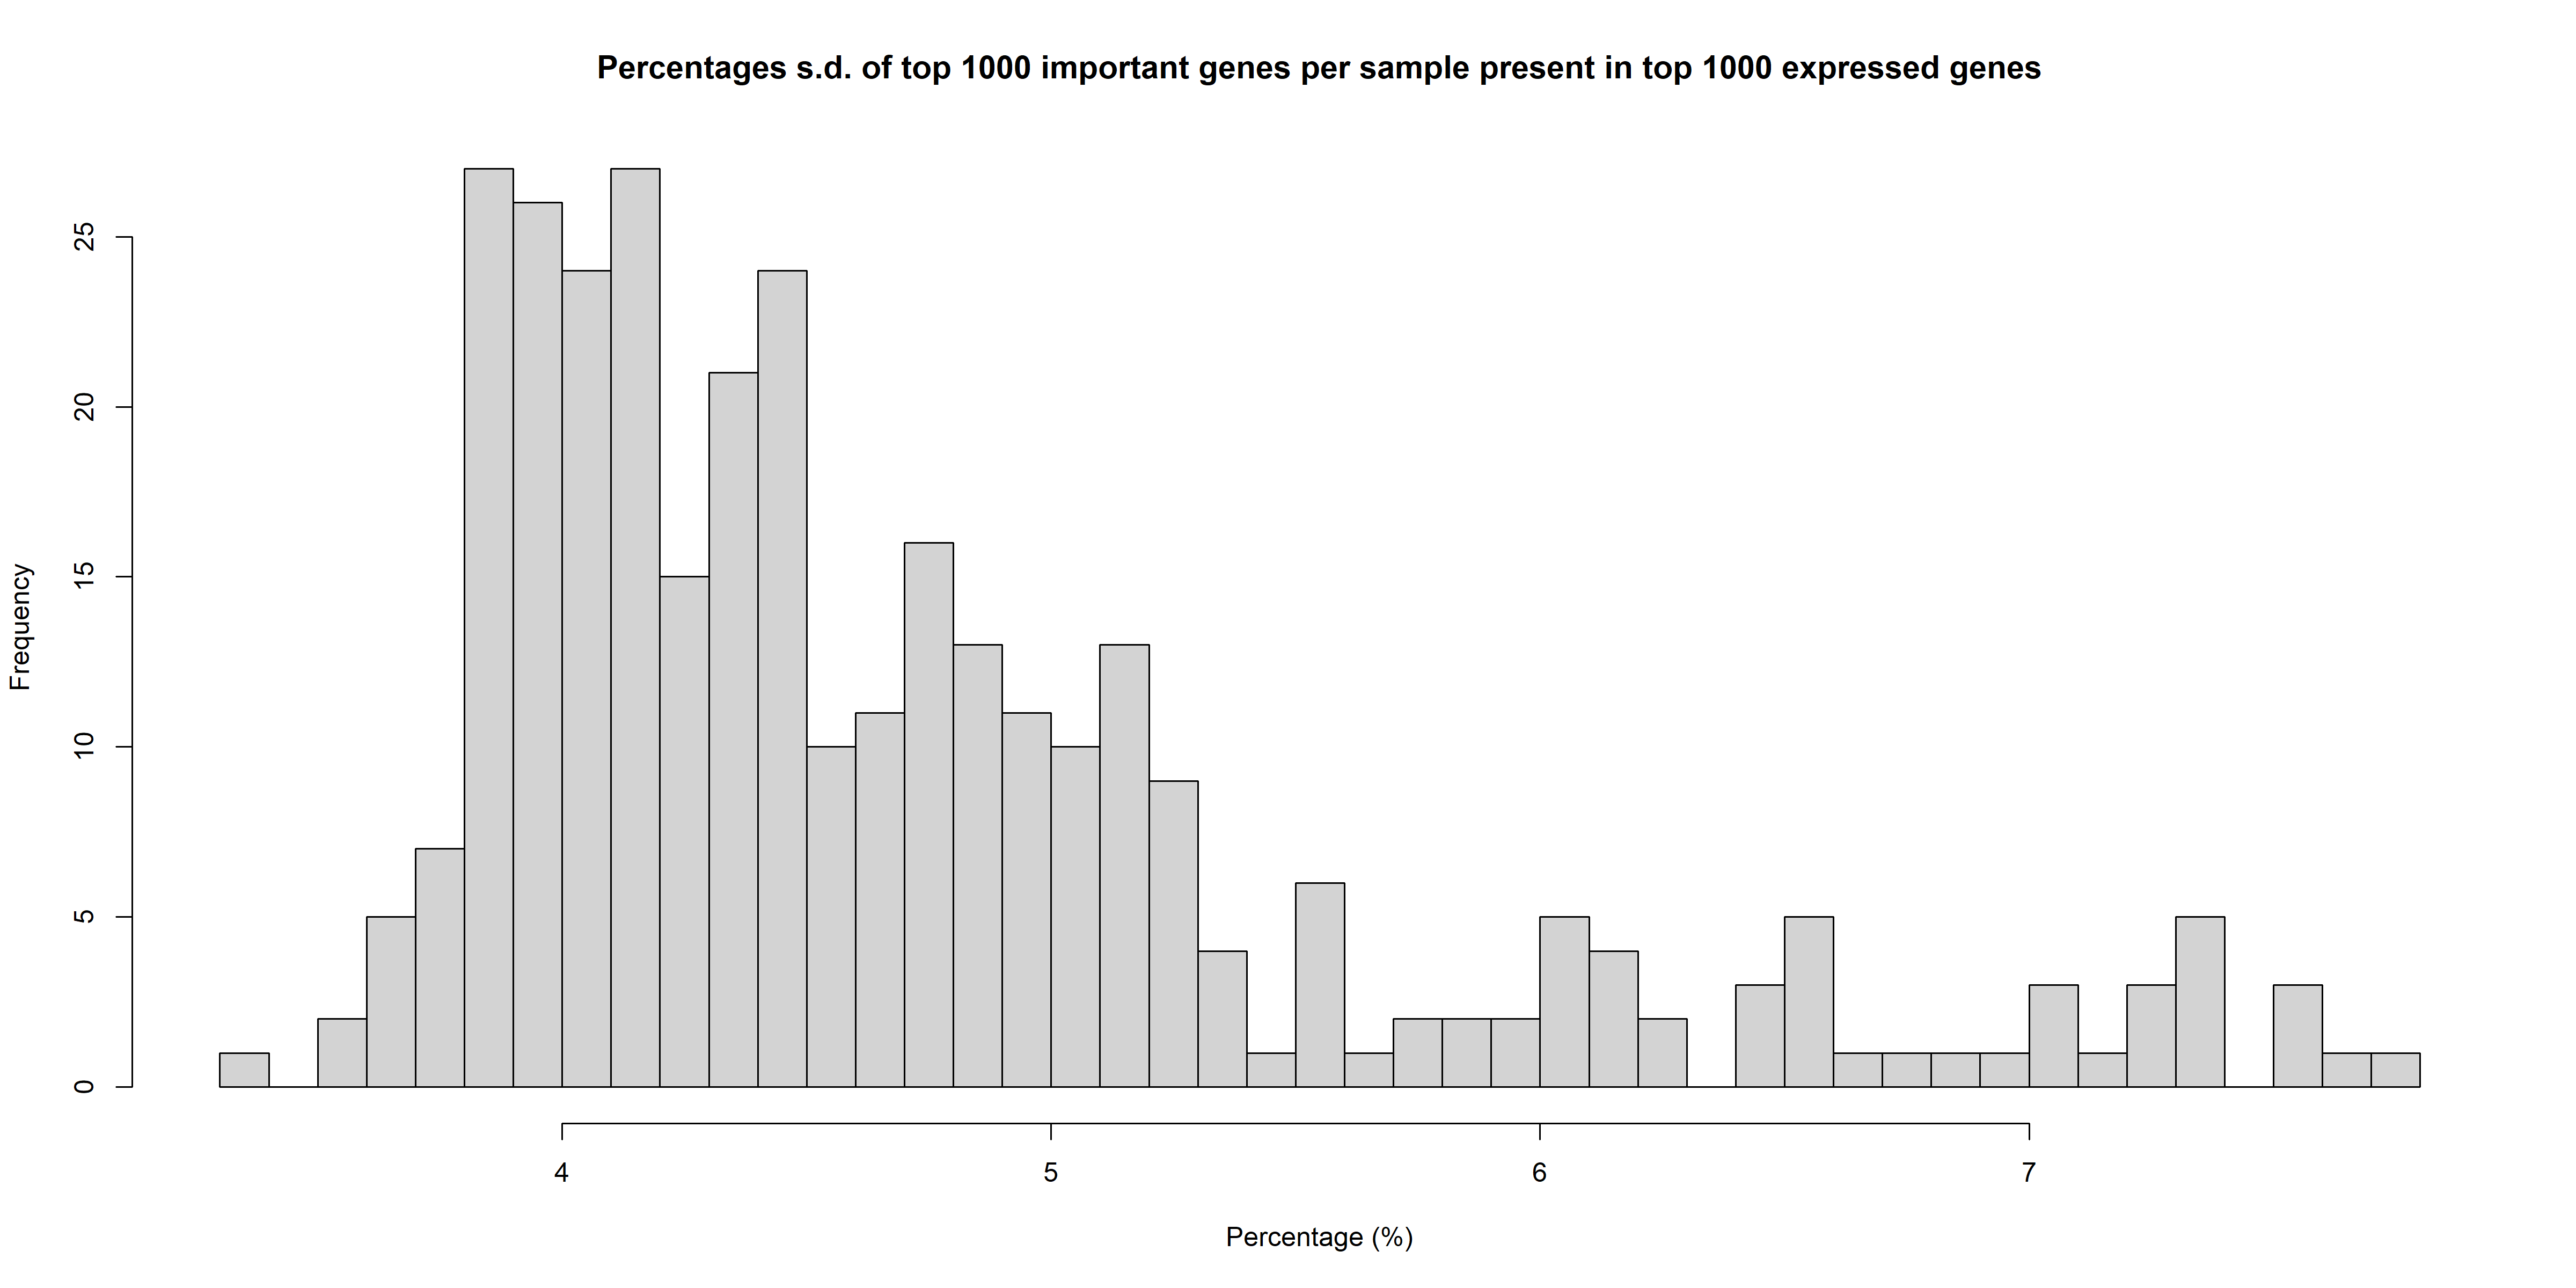 Percentages s.d. of top 1000 important genes per sample present in top 1000 expressed genes
Frequency
25
20
15
10
5
0
4 5 6 7
Percentage (%)